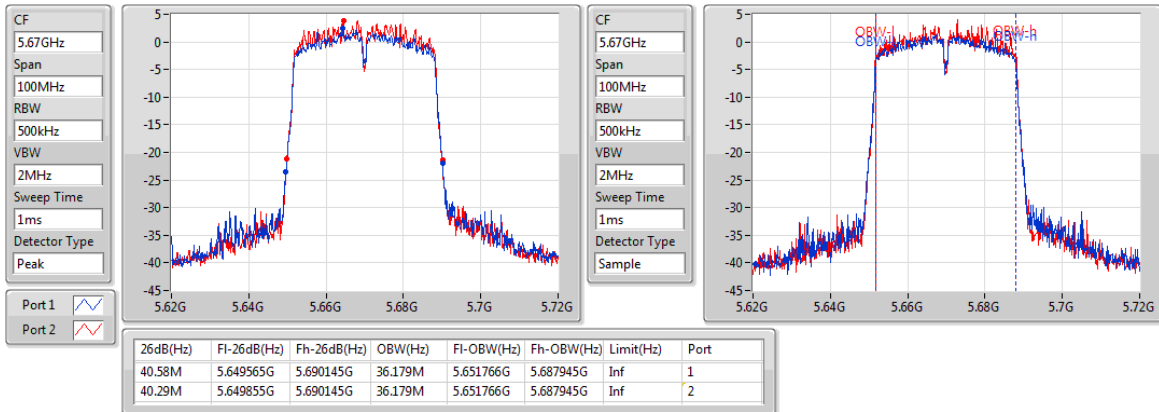 CF
5.67GHz
Span
100MHz
RBW
500kHz
VBW
2MHz
Sweep Time
1ms
Detector Type
Peak
Port 1
Port 2
5
0
-5
-10
-15
-20
-25
-30
-35
-40
-45
5.62G 5.64G 5.66G 5.68G 5.7G 5.72G
CF
5.67GHz
Span
100MHz
RBW
500kHz
VBW
2MHz
Sweep Time
1ms
Detector Type
Sample
5
0
-5
-10
-15
-20
-25
-30
-35
-40
-45
OBW-l OBW-h
OBW-l OBW-h
5.62G 5.64G 5.66G 5.68G 5.7G 5.72G
26dB(Hz) Fl-26dB(Hz) Fh-26dB(Hz) OBW(Hz) Fl-OBW(Hz) Fh-OBW(Hz) Limit(Hz) Port
40.58M 5.649565G 5.690145G 36.179M 5.651766G 5.687945G Inf 1
40.29M 5.649855G 5.690145G 36.179M 5.651766G 5.687945G Inf 2